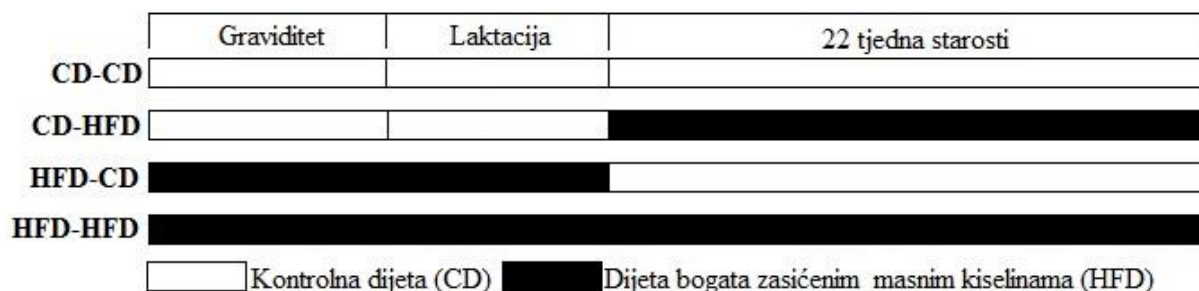 Graviditet Laktacija 22 tjedna starosti
CD-CD
CD-HFD
HFD-CD
HFD-HFD
Kontrolna dijeta (CD) Dijeta bogata zasićenim masnim kiselinama (HFD)